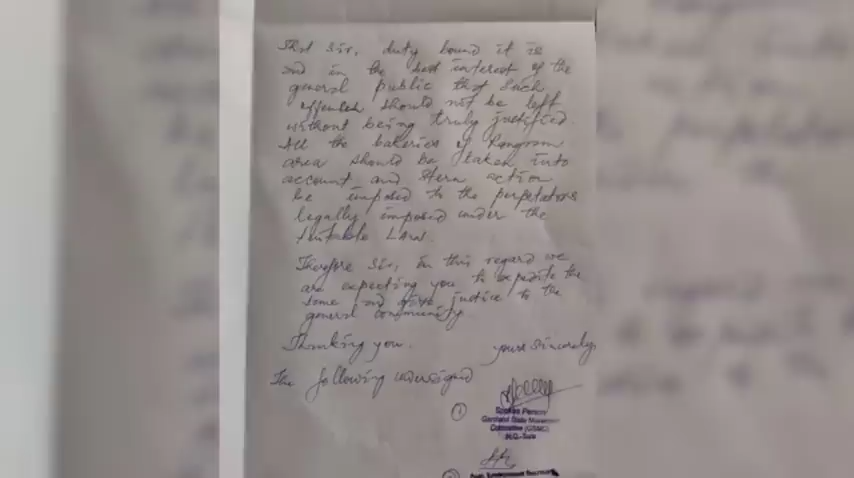 That Sir, duty bound it is
and in the best interest of the
general public that such
offender should not be left
without being truly justified.
All the bakeries of Rongram
area should be taken into
account and stern action
be imposed to the perpetators
legally imposed under the
Law.
Therefore Sir, in this regard we
are expecting you to expedite the
same and give justice to the
general community.
Thanking you. yours sincerely,
The following undersigned
①
Spokes Person
Garoland State Movement
Committee (GSMC)
H.Q.-Tura